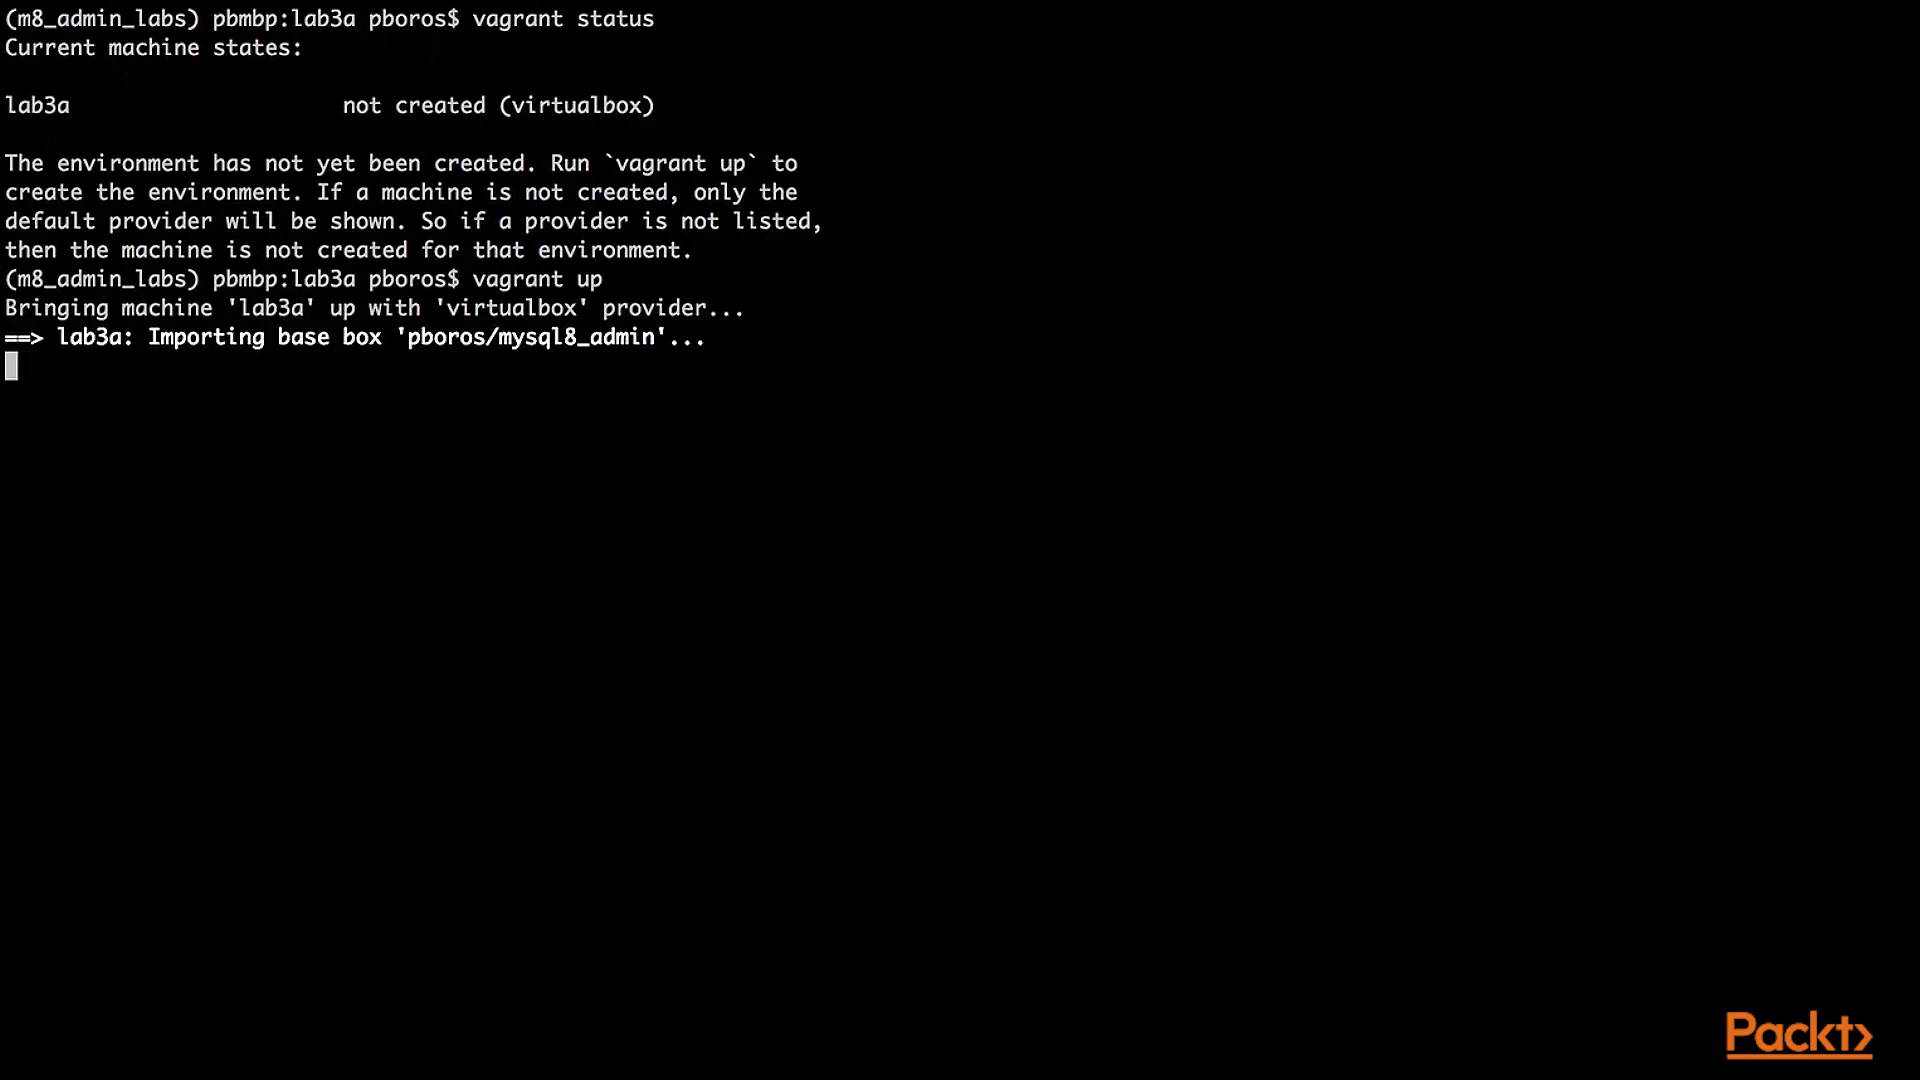 (m8_admin_labs) pbmbp:lab3a pboros$ vagrant status
Current machine states:
lab3a                     not created (virtualbox)
The environment has not yet been created. Run `vagrant up` to
create the environment. If a machine is not created, only the
default provider will be shown. So if a provider is not listed,
then the machine is not created for that environment.
(m8_admin_labs) pbmbp:lab3a pboros$ vagrant up
Bringing machine 'lab3a' up with 'virtualbox' provider...
==> lab3a: Importing base box 'pboros/mysql8_admin'...
Packt>